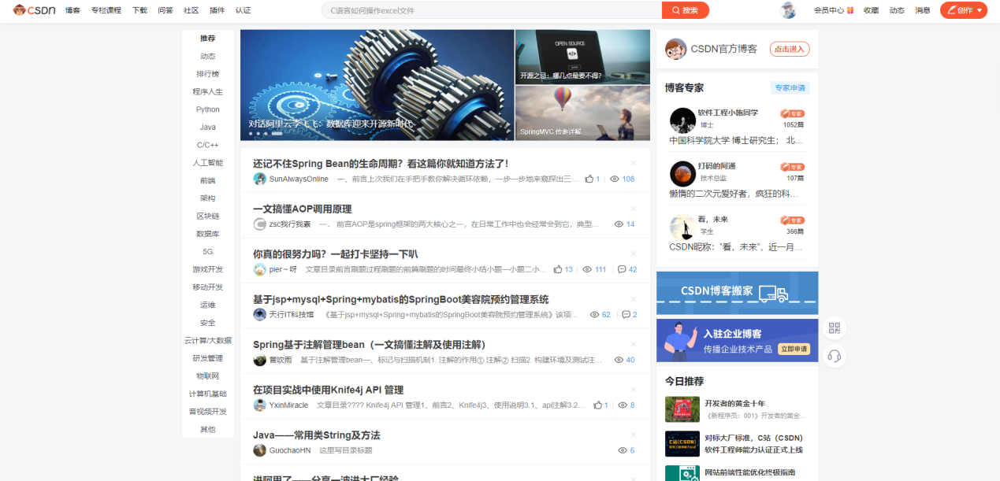 CSDN 博客 专栏课程 下载 问答 社区 插件 认证 C语言如何操作excel文件 搜索 会员中心 收藏 动态 消息 创作
推荐
动态
排行榜
程序人生
Python
Java
C/C++
人工智能
前端
架构
区块链
数据库
5G
游戏开发
移动开发
运维
安全
云计算/大数据
研发管理
物联网
计算机基础
音视频开发
其他
对话阿里云李飞飞：数据库迎来开源新时代
OPEN SOURCE
开源之忌：哪几点最要不得?
SpringMVC 传参详解
还记不住Spring Bean的生命周期？看这篇你就知道方法了！
SunAlwaysOnline 一、前言上次我们在手把手教你解决循环依赖，一步一步地来窥探出三... 1 108
一文搞懂AOP调用原理
zsc我行我素 一． 前言AOP是spring框架的两大核心之一，在日常工作中也会经常会到它，典型... 14
你真的很努力吗？一起打卡坚持一下叭
pier～呀 文章目录前言刷题过程刷题的前篇刷题的时间最终小结小题一小题二小... 13 111 42
基于jsp+mysql+Spring+mybatis的SpringBoot美容院预约管理系统
天行IT科技馆 《基于jsp+mysql+Spring+mybatis的SpringBoot美容院预约管理系统》该项... 62 2
Spring基于注解管理bean（一文搞懂注解及使用注解）
曾吹雨 基于注解管理bean一、标记与扫描机制1. 注解的作用① 注解② 扫描2. 构建环境及测试注... 40
在项目实战中使用Knife4j API 管理
YxinMiracle 文章目录???? Knife4j API 管理1、前言2、Knife4j3、使用说明3.1、api注解3.2... 1 8
Java——常用类String及方法
GuochaoHN 这里写目录标题 6
进阿里了——分享一波进大厂经验
CSDN官方博客 点击进入
博客专家 专家申请
软件工程小施同学 专家
博士 1052篇
中国科学院大学 博士研究生； 北...
打码的阿通 专家
技术总监 107篇
懒惰的二次元爱好者，疯狂的科...
看，未来 专家
学生 366篇
CSDN昵称：“看，未来”，近一月...
CSDN博客搬家
入驻企业博客
传播企业技术产品 立即申请
今日推荐
开发者的黄金十年
《新程序员：001》开发者的黄金...
C站(CSDN)
对标大厂标准，C站（CSDN）
软件工程师能力认证正式上线
网站前端性能优化终极指南